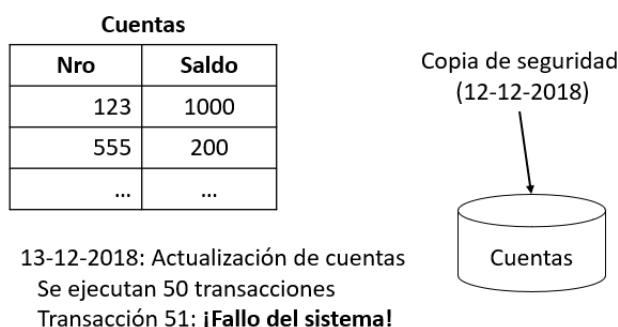 Cuentas
Nro Saldo
123 1000
555 200
... ...
Copia de seguridad
(12-12-2018)
Cuentas
13-12-2018: Actualización de cuentas
Se ejecutan 50 transacciones
Transacción 51: ¡Fallo del sistema!